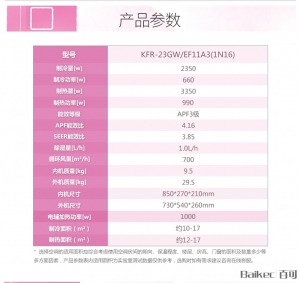 产品参数
型号 KFR-23GW/EF11A3(1N16)
制冷量[w] 2350
制冷功率[w] 660
制热量[w] 3350
制热功率[w] 990
能效等级 APF3级
APF能效比 4.16
SEER能效比 3.85
除湿量[L/h] 1.0L/h
循环风量[m³/h] 700
内机质量[kg] 9.5
外机质量[kg] 29.5
内机尺寸 850*270*210mm
外机尺寸 730*540*260mm
电辅加热功率[w] 1000
制冷面积（m²） 约10-17
制热面积（m²） 约12-17
Baikec 百可